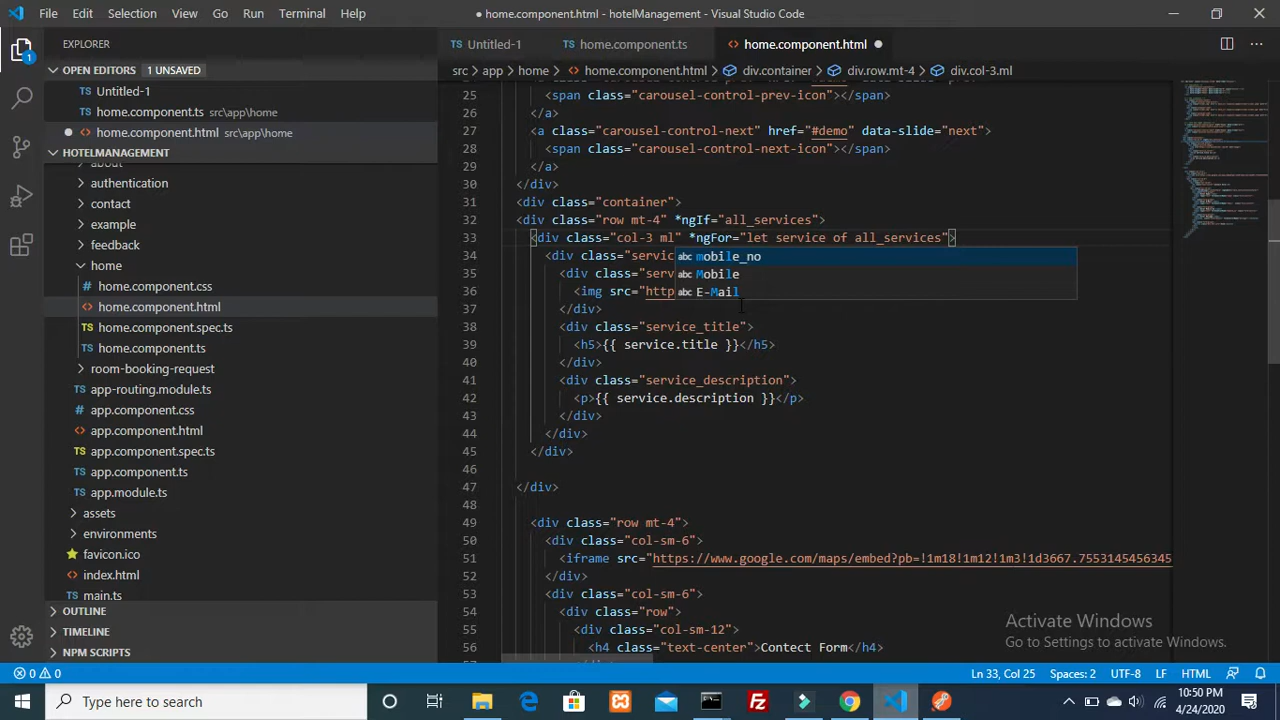 File Edit Selection View Go Run Terminal Help ● home.component.html - hotelManagement - Visual Studio Code
1
EXPLORER
OPEN EDITORS 1 UNSAVED
Untitled-1
home.component.ts src\app\home
● home.component.html src\app\home
HOTELMANAGEMENT
authentication
contact
example
feedback
home
home.component.css
home.component.html
home.component.spec.ts
home.component.ts
room-booking-request
app-routing.module.ts
app.component.css
app.component.html
app.component.spec.ts
app.component.ts
app.module.ts
assets
environments
favicon.ico
index.html
main.ts
OUTLINE
TIMELINE
NPM SCRIPTS
Untitled-1 home.component.ts home.component.html ●
src > app > home > home.component.html > div.container > div.row.mt-4 > div.col-3.ml
25 <span class="carousel-control-prev-icon"></span>
26 </a>
27 <a class="carousel-control-next" href="#demo" data-slide="next">
28 <span class="carousel-control-next-icon"></span>
29 </a>
30 </div>
31 <div class="container">
32 <div class="row mt-4" *ngIf="all_services">
33 <div class="col-3 ml" *ngFor="let service of all_services">
34 <div class="servic
abc mobile_no
35 <div class="serv
abc Mobile
36 <img src="http
abc E-Mail
37 </div>
38 <div class="service_title">
39 <h5>{{ service.title }}</h5>
40 </div>
41 <div class="service_description">
42 <p>{{ service.description }}</p>
43 </div>
44 </div>
45 </div>
46
47 </div>
48
49 <div class="row mt-4">
50 <div class="col-sm-6">
51 <iframe src="https://www.google.com/maps/embed?pb=!1m18!1m12!1m3!1d3667.7553145456345
52 </div>
53 <div class="col-sm-6">
54 <div class="row">
55 <div class="col-sm-12">
56 <h4 class="text-center">Contect Form</h4>
Activate Windows
Go to Settings to activate Windows.
0 0 Ln 33, Col 25 Spaces: 2 UTF-8 LF HTML
Type here to search
10:50 PM
4/24/2020